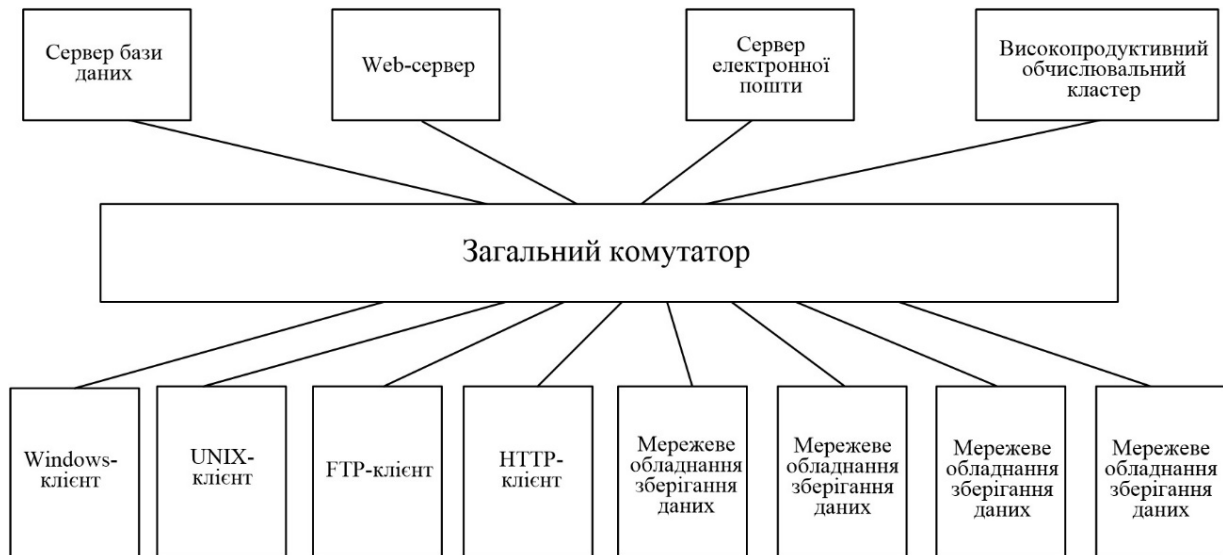 Сервер бази
даних
Web-сервер
Сервер
електронної
пошти
Високопродуктивний
обчислювальний
кластер
Загальний комутатор
Windows-
клієнт
UNIX-
клієнт
FTP-клієнт
HTTP-
клієнт
Мережеве
обладнання
зберігання
даних
Мережеве
обладнання
зберігання
даних
Мережеве
обладнання
зберігання
даних
Мережеве
обладнання
зберігання
даних